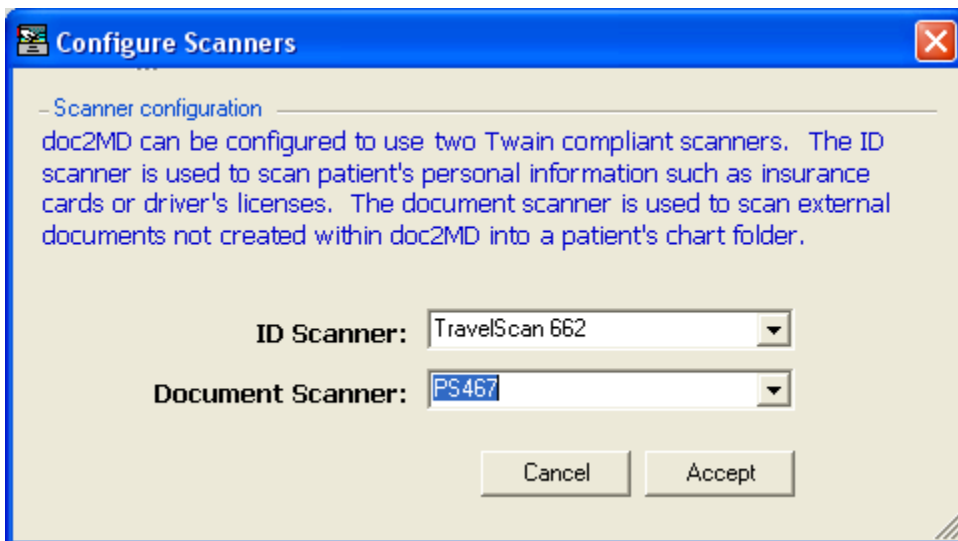 Configure Scanners
Scanner configuration
doc2MD can be configured to use two Twain compliant scanners.  The ID
scanner is used to scan patient's personal information such as insurance
cards or driver's licenses.  The document scanner is used to scan external
documents not created within doc2MD into a patient's chart folder.
ID Scanner: TravelScan 662
Document Scanner: PS467
Cancel Accept